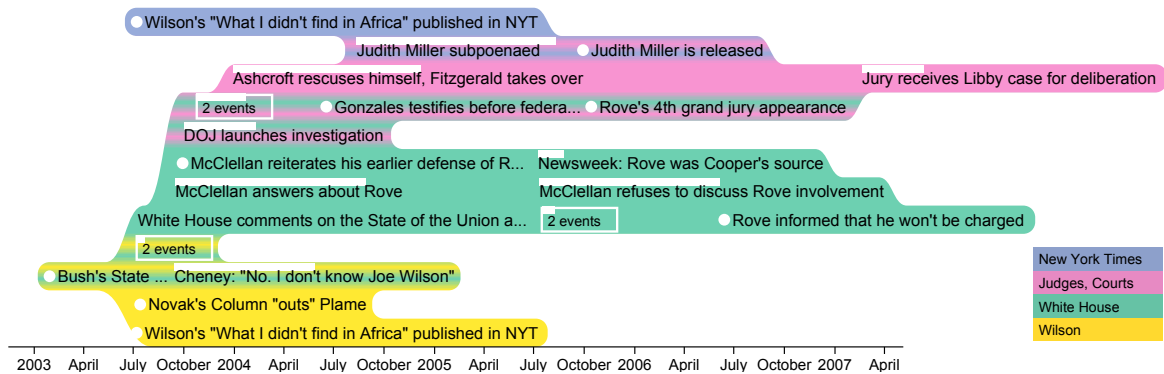 Wilson's "What I didn't find in Africa" published in NYT
Judith Miller subpoenaed
Judith Miller is released
Ashcroft rescuses himself, Fitzgerald takes over
Jury receives Libby case for deliberation
2 events
Gonzales testifies before federa...
Rove's 4th grand jury appearance
DOJ launches investigation
McClellan reiterates his earlier defense of R...
Newsweek: Rove was Cooper's source
McClellan answers about Rove
McClellan refuses to discuss Rove involvement
White House comments on the State of the Union a...
2 events
Rove informed that he won't be charged
2 events
Bush's State ...
Cheney: "No. I don't know Joe Wilson"
Novak's Column "outs" Plame
Wilson's "What I didn't find in Africa" published in NYT
New York Times
Judges, Courts
White House
Wilson
2003 April July October 2004 April July October 2005 April July October 2006 April July October 2007 April